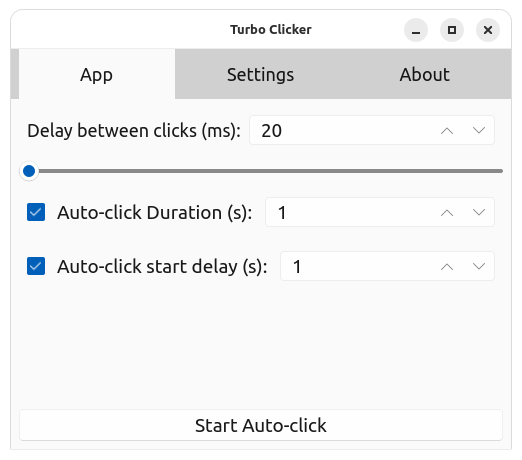 Turbo Clicker
App Settings About
Delay between clicks (ms): 20
Auto-click Duration (s): 1
Auto-click start delay (s): 1
Start Auto-click